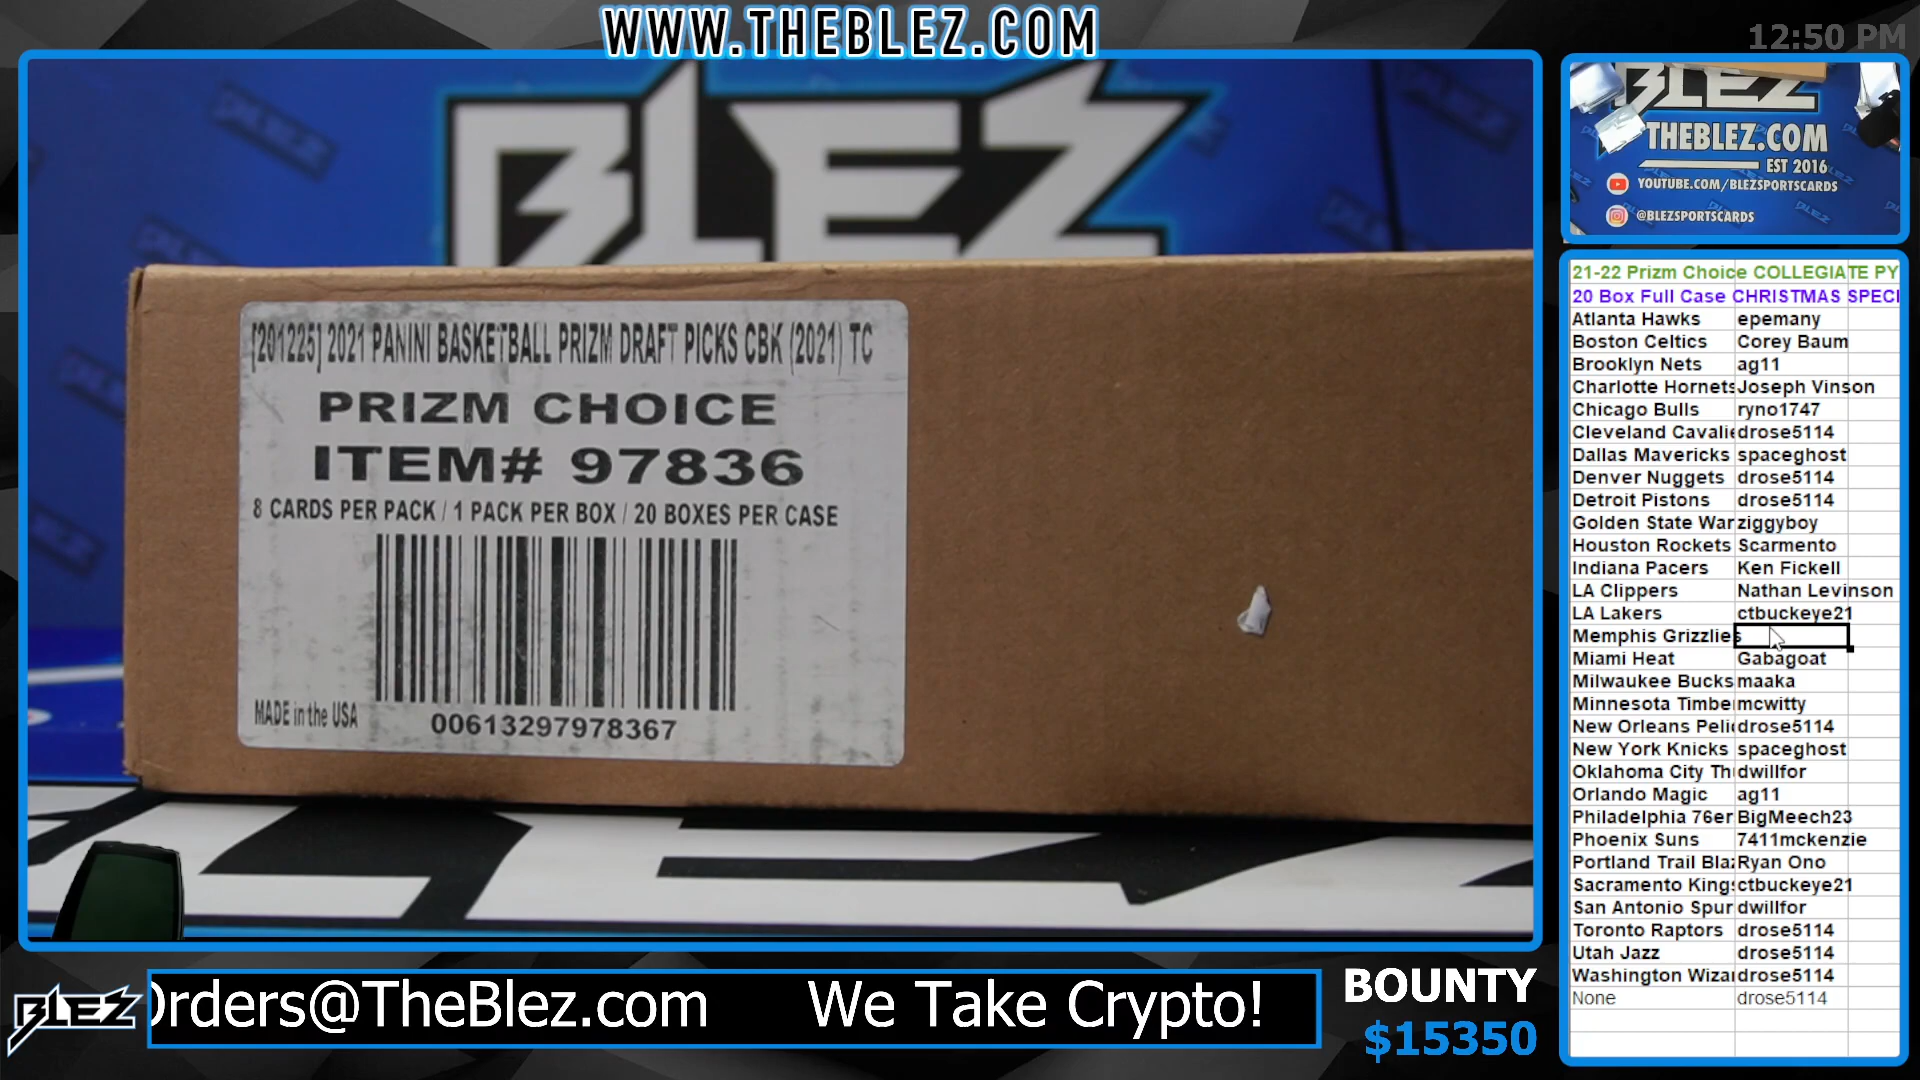 WWW.THEBLEZ.COM
12:50 PM
BLEZ
[201225] 2021 PANINI BASKETBALL PRIZM DRAFT PICKS CBK (2021) TC
PRIZM CHOICE
ITEM# 97836
8 CARDS PER PACK / 1 PACK PER BOX / 20 BOXES PER CASE
MADE in the USA
00613297978367
BLEZ
THEBLEZ.COM
EST 2016
YOUTUBE.COM/BLEZSPORTSCARDS
@BLEZSPORTSCARDS
21-22 Prizm Choice COLLEGIATE PY
20 Box Full Case CHRISTMAS SPECI
Atlanta Hawks epemany
Boston Celtics Corey Baum
Brooklyn Nets ag11
Charlotte Hornets Joseph Vinson
Chicago Bulls ryno1747
Cleveland Cavalie drose5114
Dallas Mavericks spaceghost
Denver Nuggets drose5114
Detroit Pistons drose5114
Golden State War ziggyboy
Houston Rockets Scarmento
Indiana Pacers Ken Fickell
LA Clippers Nathan Levinson
LA Lakers ctbuckeye21
Memphis Grizzlies
Miami Heat Gabagoat
Milwaukee Bucks maaka
Minnesota Timbe mcwitty
New Orleans Peli drose5114
New York Knicks spaceghost
Oklahoma City Th dwillfor
Orlando Magic ag11
Philadelphia 76er BigMeech23
Phoenix Suns 7411mckenzie
Portland Trail Blaz Ryan Ono
Sacramento Kings ctbuckeye21
San Antonio Spur dwillfor
Toronto Raptors drose5114
Utah Jazz drose5114
Washington Wizar drose5114
None drose5114
BLEZ
Orders@TheBlez.com We Take Crypto!
BOUNTY
$15350